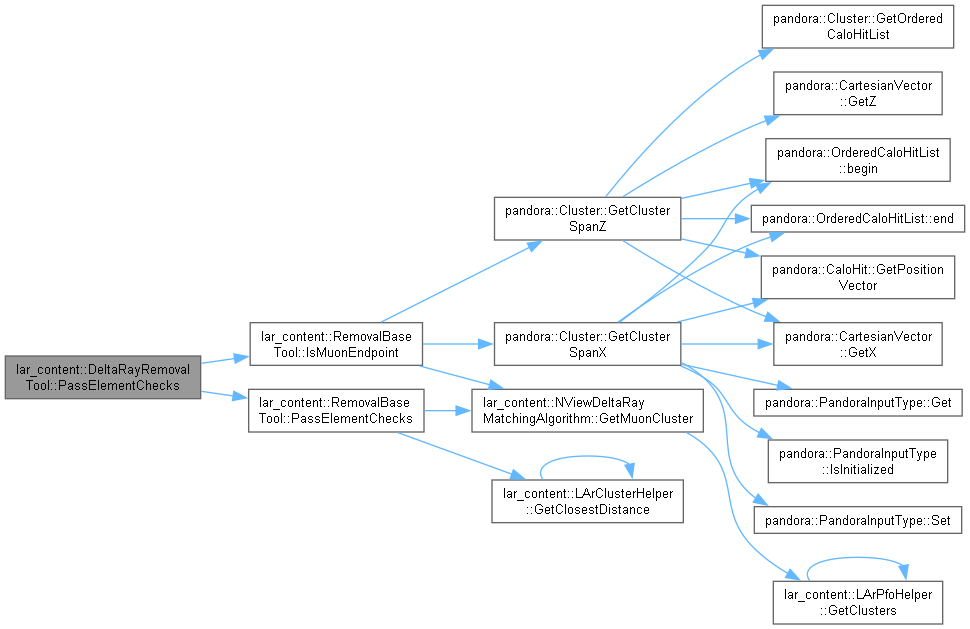 pandora::Cluster::GetOrdered
CaloHitList
pandora::CartesianVector
::GetZ
pandora::OrderedCaloHitList
::begin
pandora::Cluster::GetCluster
SpanZ
pandora::OrderedCaloHitList::end
pandora::CaloHit::GetPosition
Vector
lar_content::RemovalBase
Tool::IsMuonEndpoint
pandora::Cluster::GetCluster
SpanX
pandora::CartesianVector
::GetX
lar_content::DeltaRayRemoval
Tool::PassElementChecks
lar_content::RemovalBase
Tool::PassElementChecks
lar_content::NViewDeltaRay
MatchingAlgorithm::GetMuonCluster
pandora::PandoraInputType::Get
pandora::PandoraInputType
::IsInitialized
lar_content::LArClusterHelper
::GetClosestDistance
pandora::PandoraInputType::Set
lar_content::LArPfoHelper
::GetClusters